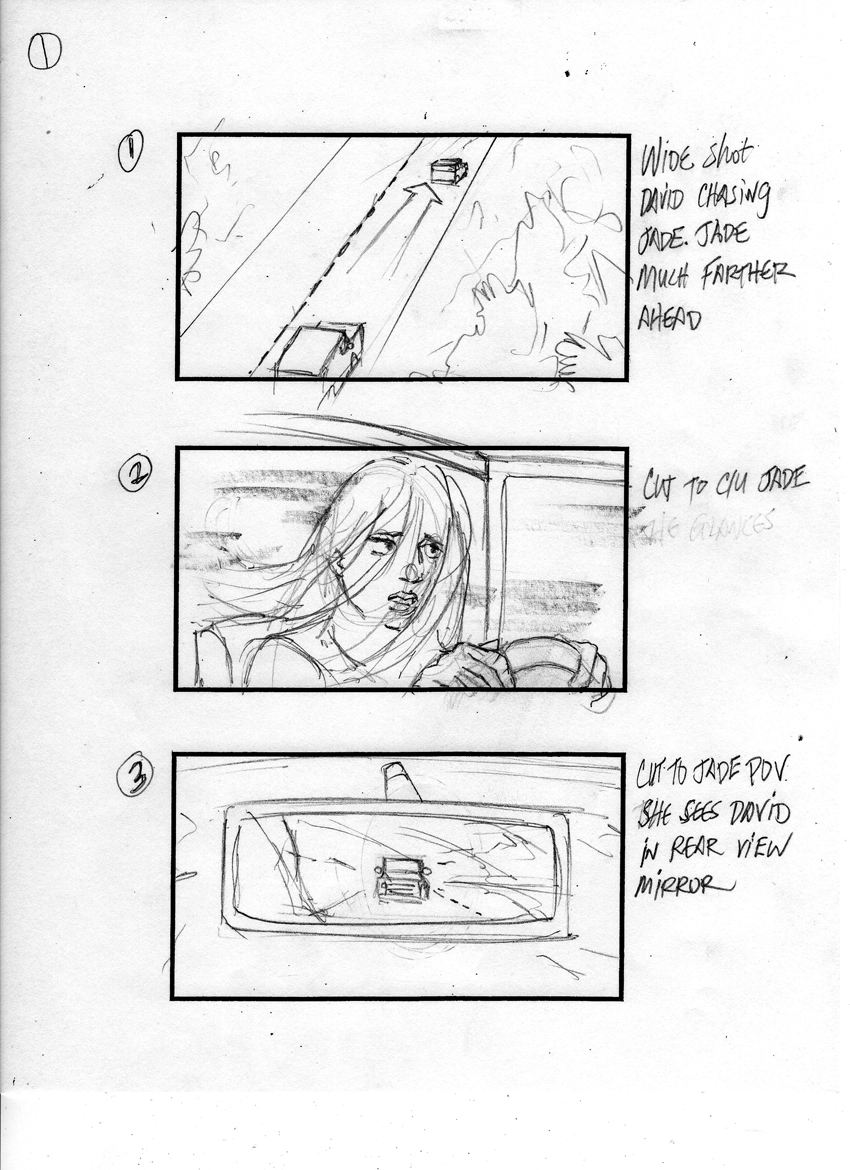 1
1
WIDE SHOT
DAVID CHASING
JADE. JADE
MUCH FARTHER
AHEAD
2
CUT TO C/U JADE
SHE GLANCES
3
CUT TO JADE POV.
SHE SEES DAVID
IN REAR VIEW
MIRROR